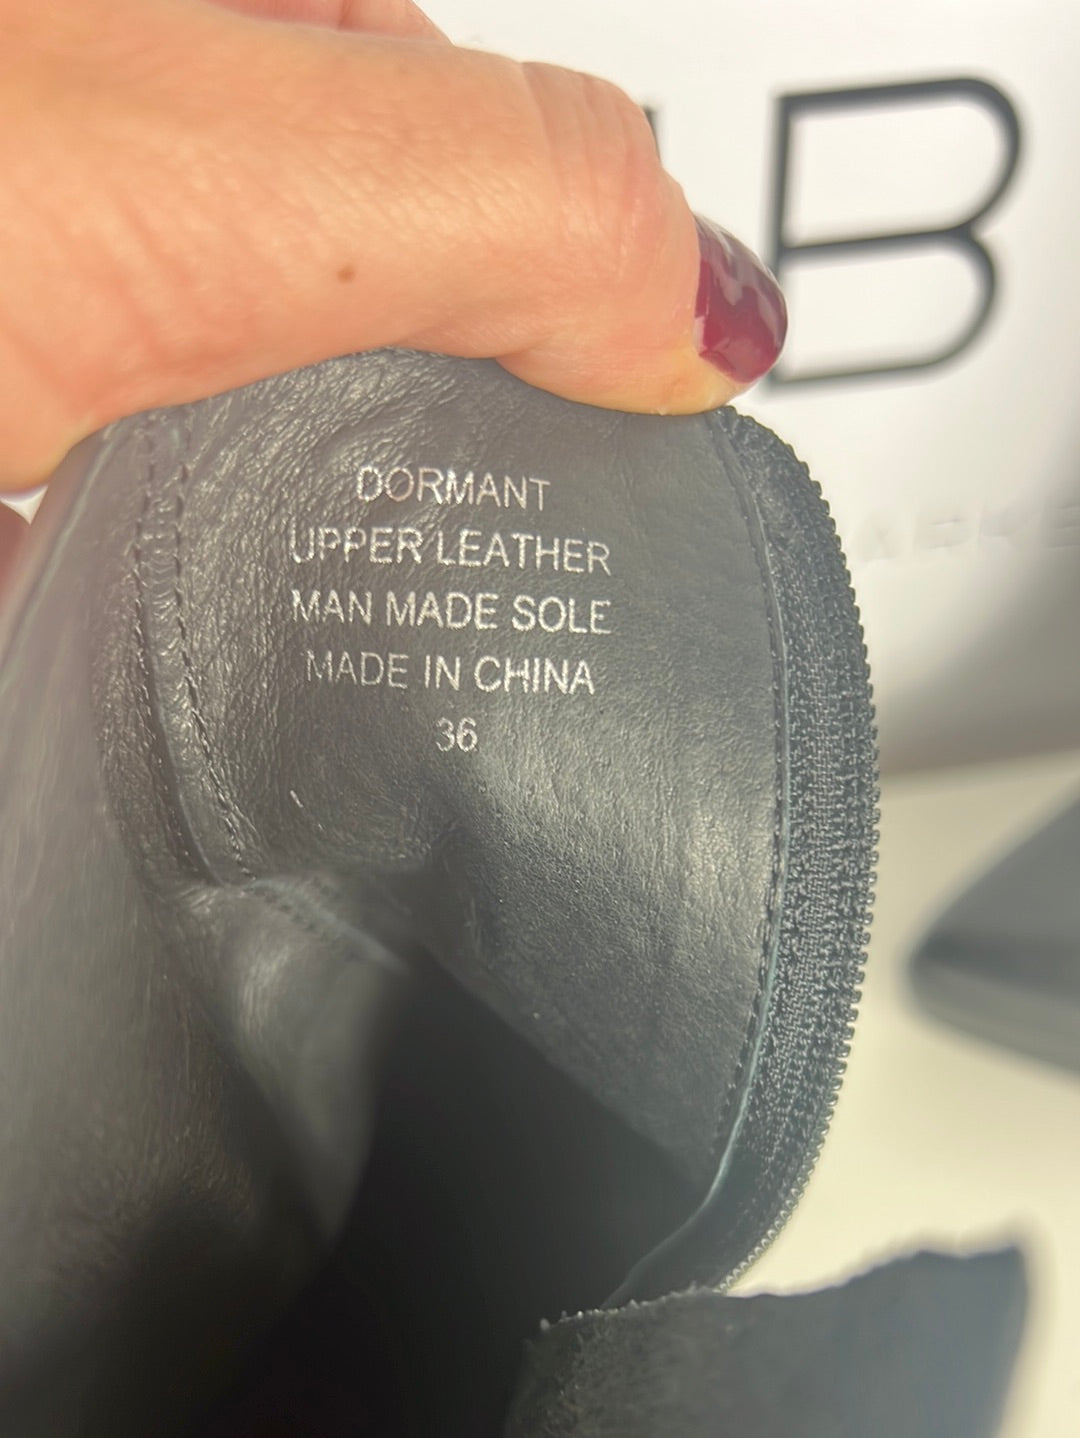 B
DORMANT
UPPER LEATHER
MAN MADE SOLE
MADE IN CHINA
36